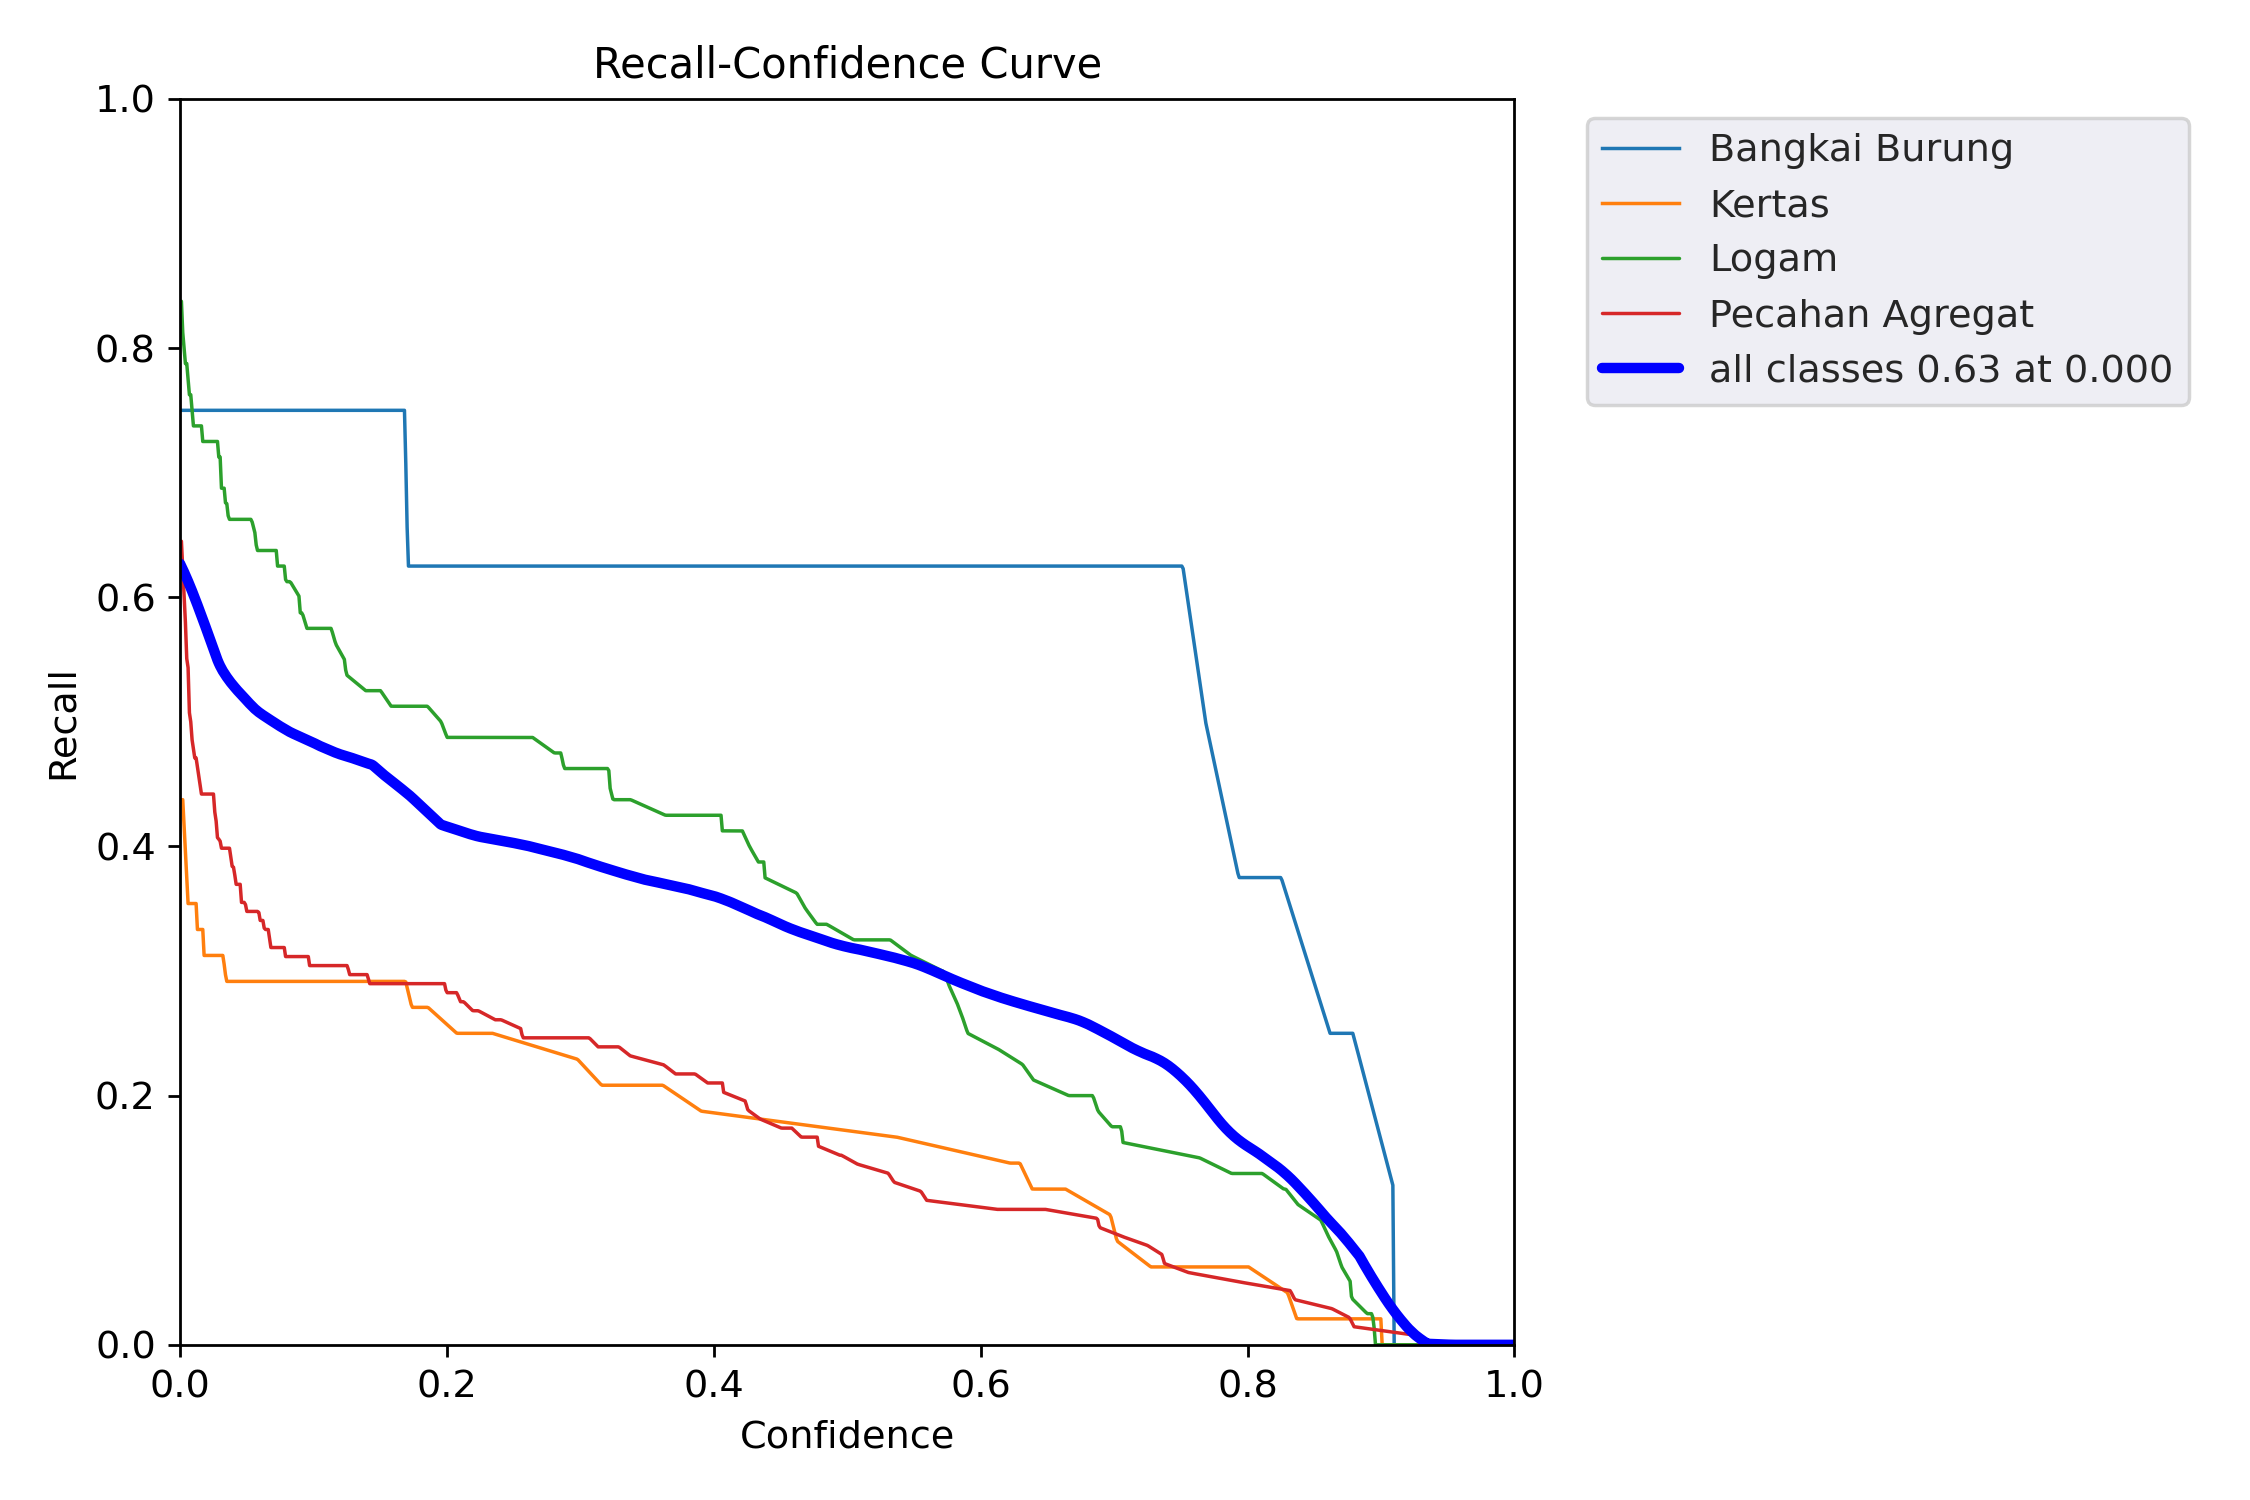 Recall-Confidence Curve
1.0
0.8
0.6
0.4
0.2
0.0
Recall
0.0 0.2 0.4 0.6 0.8 1.0
Confidence
Bangkai Burung
Kertas
Logam
Pecahan Agregat
all classes 0.63 at 0.000